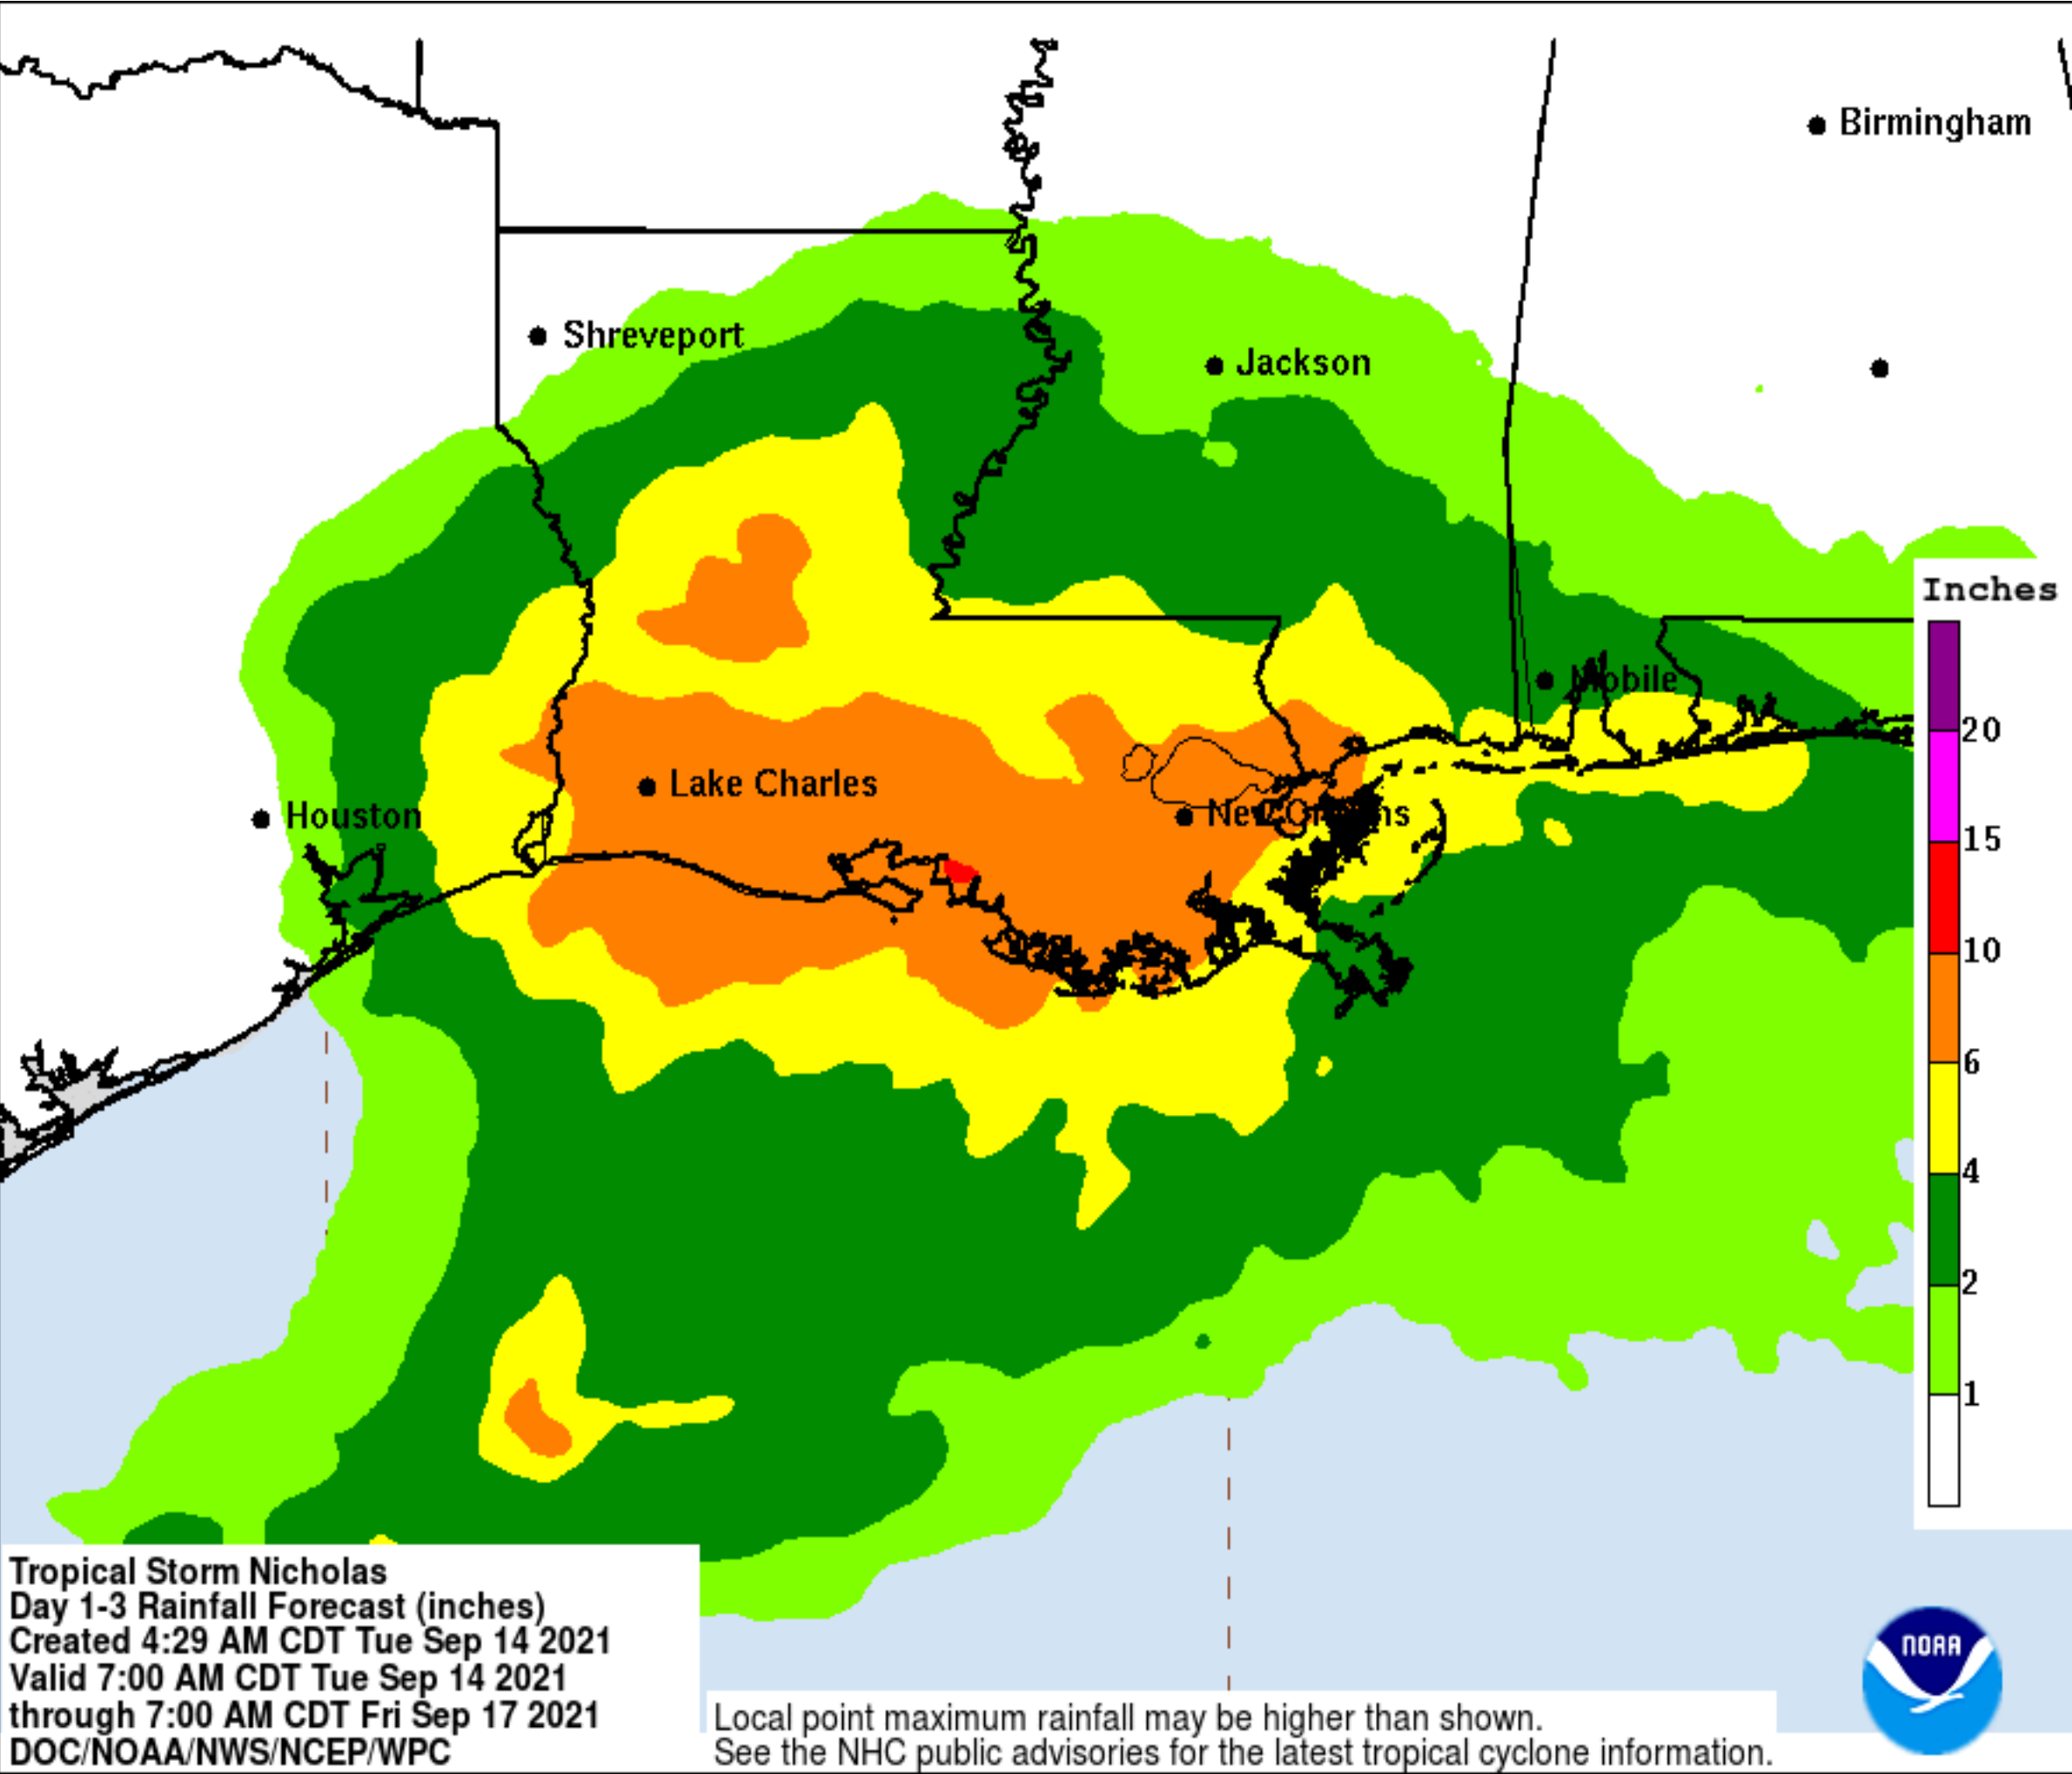 Birmingham
Shreveport
Jackson
Inches
Mobile
20
Lake Charles
Houston
New Orleans
15
10
6
4
2
1
Tropical Storm Nicholas
Day 1-3 Rainfall Forecast (inches)
Created 4:29 AM CDT Tue Sep 14 2021
Valid 7:00 AM CDT Tue Sep 14 2021
through 7:00 AM CDT Fri Sep 17 2021
DOC/NOAA/NWS/NCEP/WPC
Local point maximum rainfall may be higher than shown.
See the NHC public advisories for the latest tropical cyclone information.
NOAA